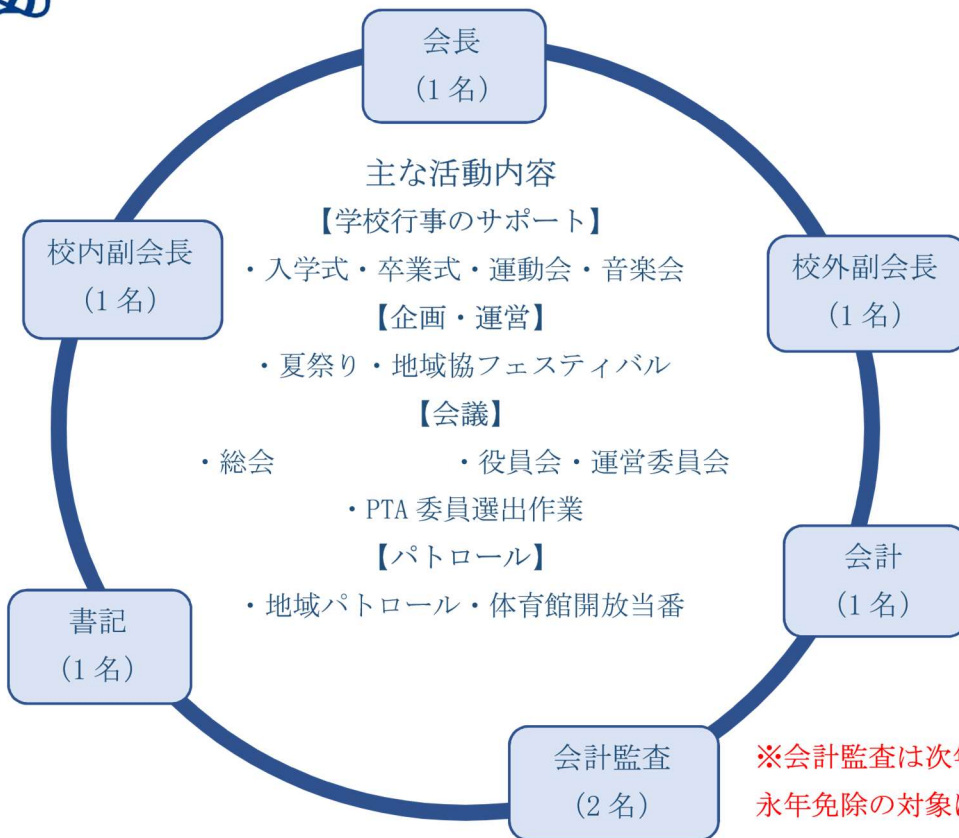 会長
(1 名)
主な活動内容
【学校行事のサポート】
校内副会長
(1 名)
・入学式・卒業式・運動会・音楽会
校外副会長
(1 名)
【企画・運営】
・夏祭り・地域協フェスティバル
【会議】
・総会 ・役員会・運営委員会
・PTA 委員選出作業
【パトロール】
・地域パトロール・体育館開放当番
会計
(1 名)
書記
(1 名)
会計監査
(2 名)
※会計監査は次
永年免除の対象